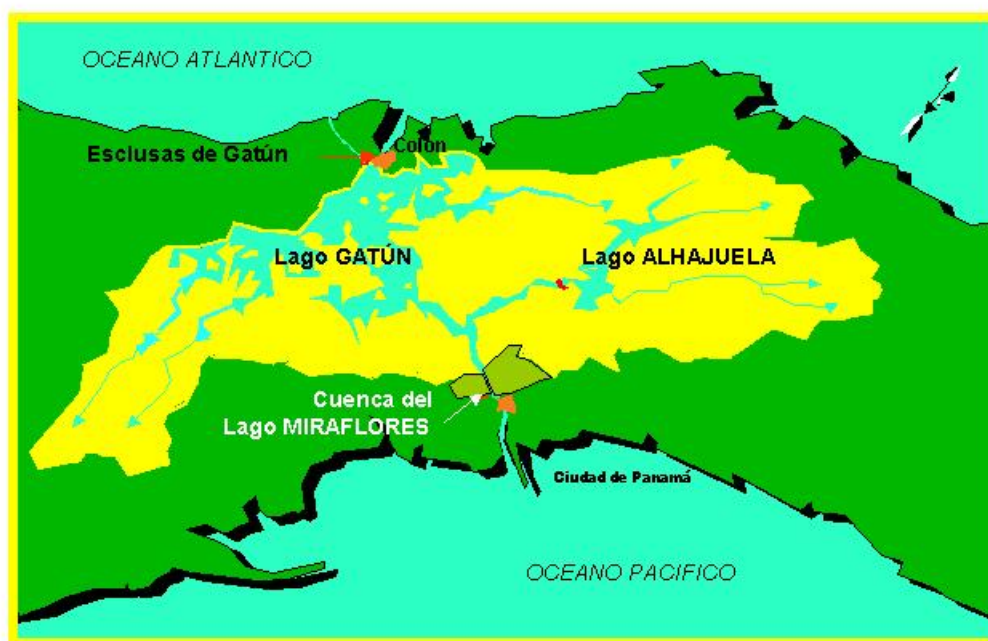 OCEANO ATLANTICO
Colón
Esclusas de Gatún
Lago GATÚN
Lago ALHAJUELA
Cuenca del
Lago MIRAFLORES
Ciudad de Panamá
OCEANO PACIFICO